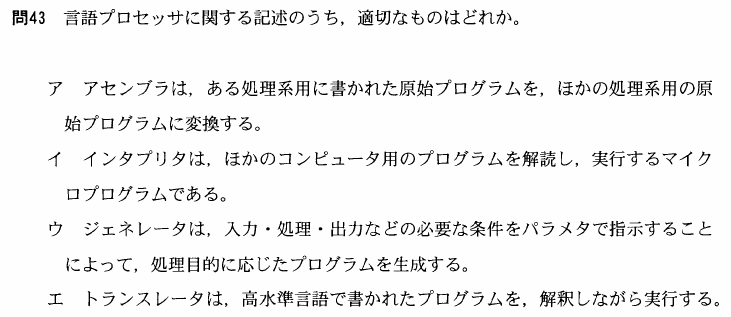 問43 言語プロセッサに関する記述のうち，適切なものはどれか。
ア アセンブラは，ある処理系用に書かれた原始プログラムを，ほかの処理系用の原
始プログラムに変換する。
イ インタプリタは，ほかのコンピュータ用のプログラムを解読し，実行するマイク
ロプログラムである。
ウ ジェネレータは，入力・処理・出力などの必要な条件をパラメタで指示すること
によって，処理目的に応じたプログラムを生成する。
エ トランスレータは，高水準言語で書かれたプログラムを，解釈しながら実行する。